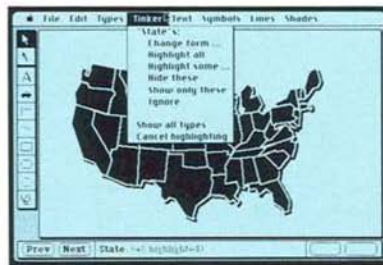 File Edit Types Tinker Text Symbols Lines Shades
'State's:
Change form ...
Highlight all
Highlight some ...
Hide these
Show only these
Ignore
Show all types
Cancel highlighting
A
Prev Next State